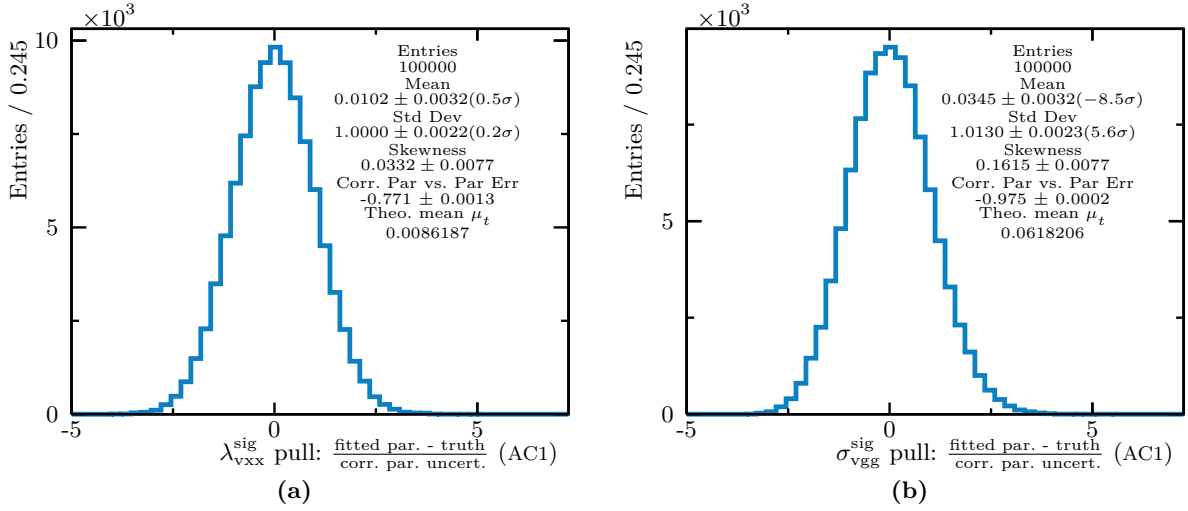 ×10³
10
5
0
-5
0
5
Entries / 0.245
Entries
100000
Mean
0.0102 ± 0.0032(0.5σ)
Std Dev
1.0000 ± 0.0022(0.2σ)
Skewness
0.0332 ± 0.0077
Corr. Par vs. Par Err
-0.771 ± 0.0013
Theo. mean μₜ
0.0086187
λ^sig_vxx pull: fitted par. - truth / corr. par. uncert. (AC1)
(a)
×10³
5
0
-5
0
5
Entries / 0.245
Entries
100000
Mean
0.0345 ± 0.0032(−8.5σ)
Std Dev
1.0130 ± 0.0023(5.6σ)
Skewness
0.1615 ± 0.0077
Corr. Par vs. Par Err
-0.975 ± 0.0002
Theo. mean μₜ
0.0618206
σ^sig_vgg pull: fitted par. - truth / corr. par. uncert. (AC1)
(b)